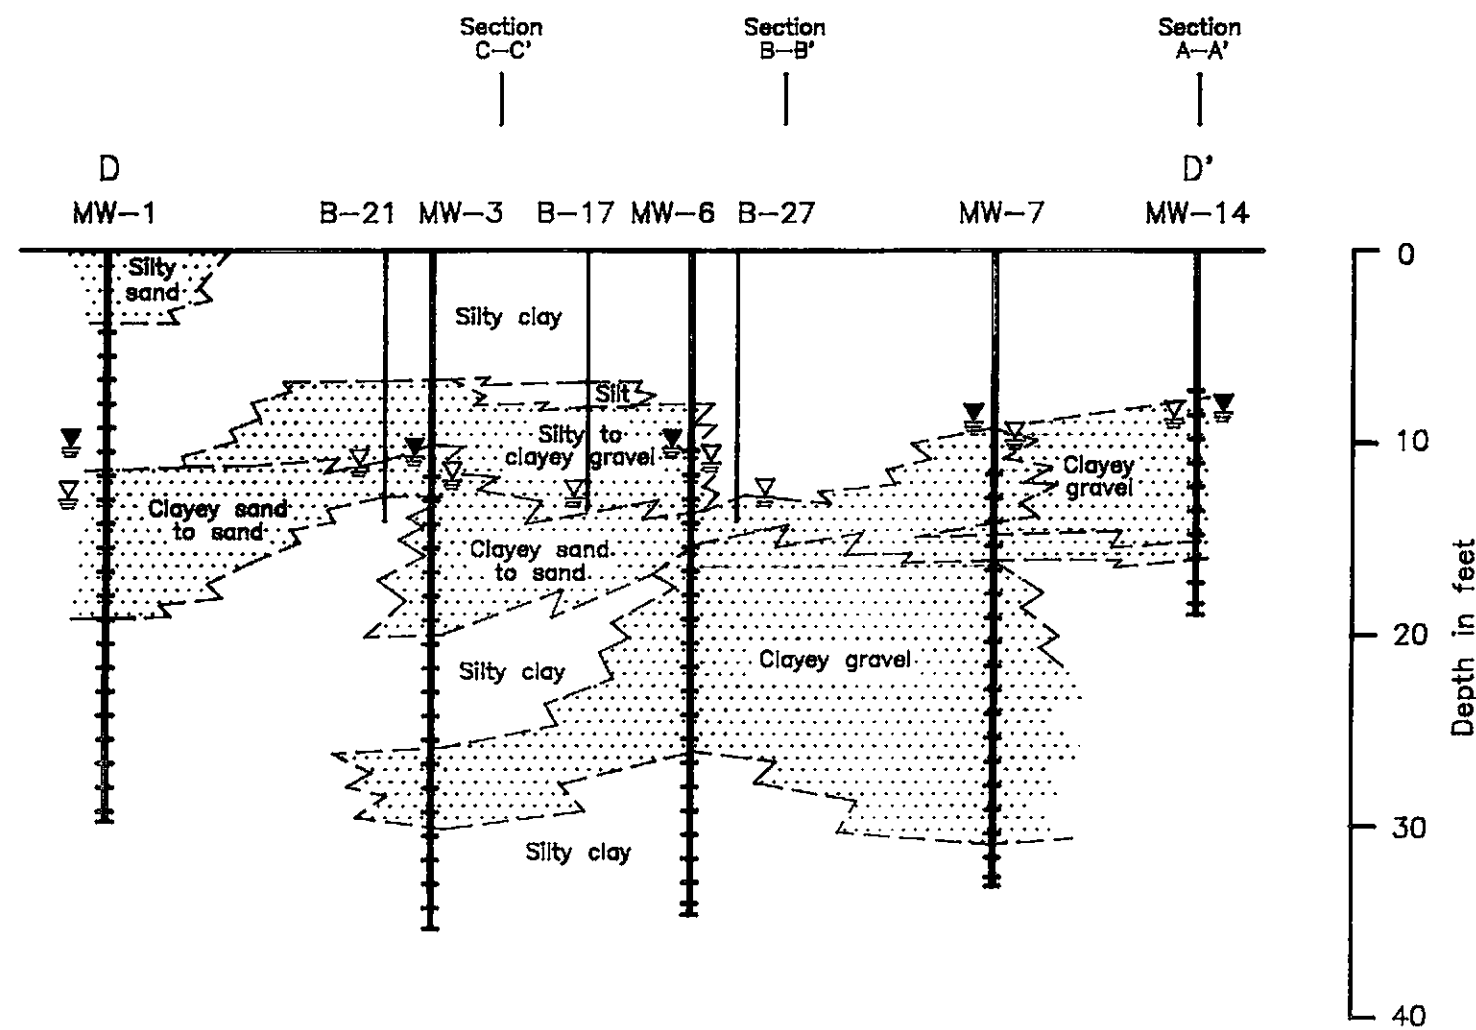 Section
C-C'
Section
B-B'
Section
A-A'
D
D'
MW-1
B-21
MW-3
B-17
MW-6
B-27
MW-7
MW-14
0
Silty
sand
Silty clay
Silt
Silty to
clayey gravel
10
Clayey
gravel
Clayey sand
to sand
Clayey sand
to sand
20
Silty clay
Clayey gravel
Depth in feet
30
Silty clay
40